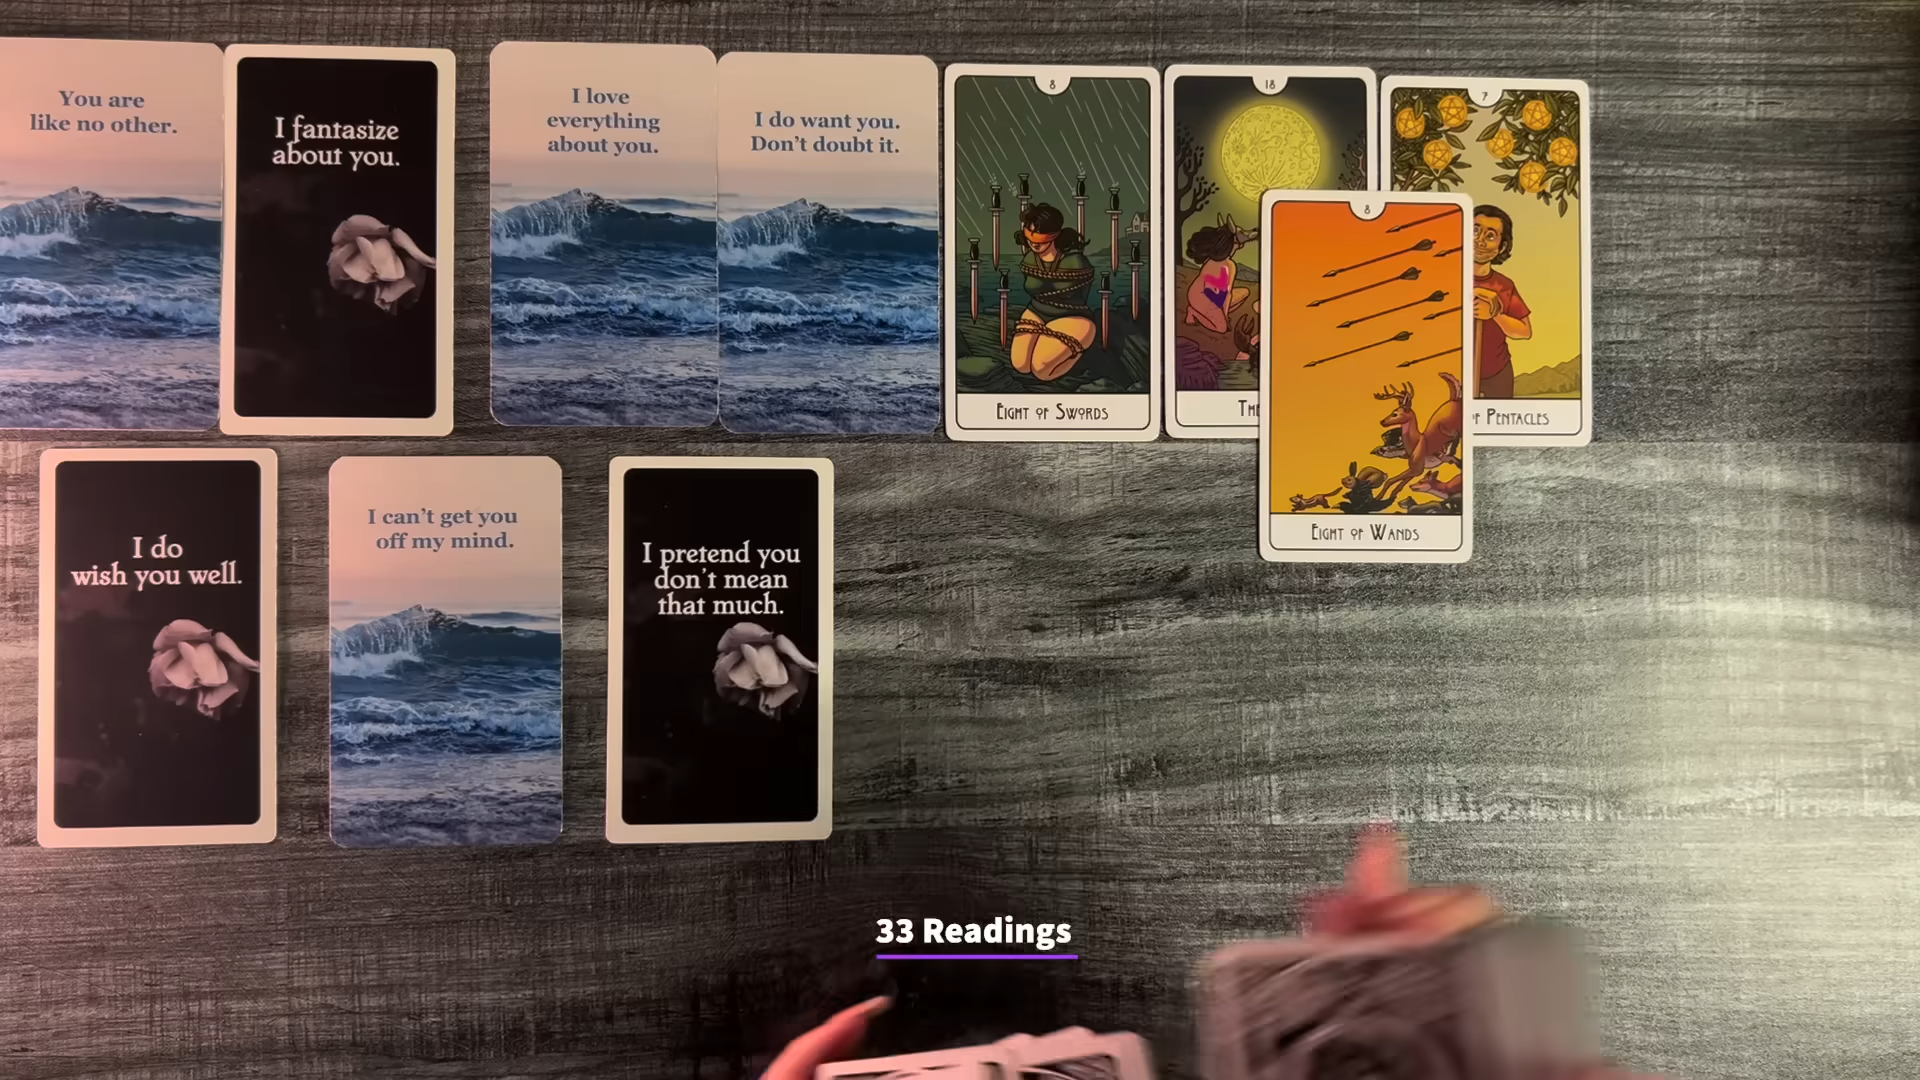 You are
like no other.
I fantasize
about you.
I love
everything
about you.
I do want you.
Don't doubt it.
8
EIGHT OF SWORDS
18
THE
7
OF PENTACLES
8
EIGHT OF WANDS
I do
wish you well.
I can't get you
off my mind.
I pretend you
don't mean
that much.
33 Readings